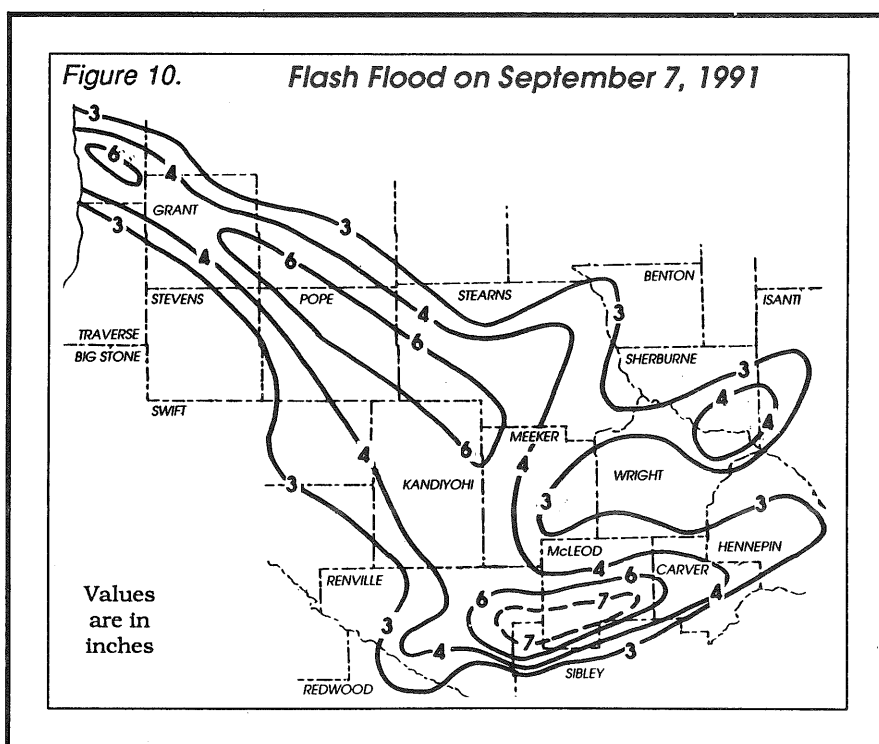 Figure 10.
Flash Flood on September 7, 1991
3
6
4
GRANT
3
3
4
6
BENTON
STEVENS
POPE
STEARNS
ISANTI
4
3
TRAVERSE
6
SHERBURNE
BIG STONE
3
4
SWIFT
4
MEEKER
4
6
4
WRIGHT
3
KANDIYOHI
3
3
McLEOD
HENNEPIN
4
6
CARVER
RENVILLE
Values
are in
inches
6
7
4
3
4
7
3
SIBLEY
REDWOOD